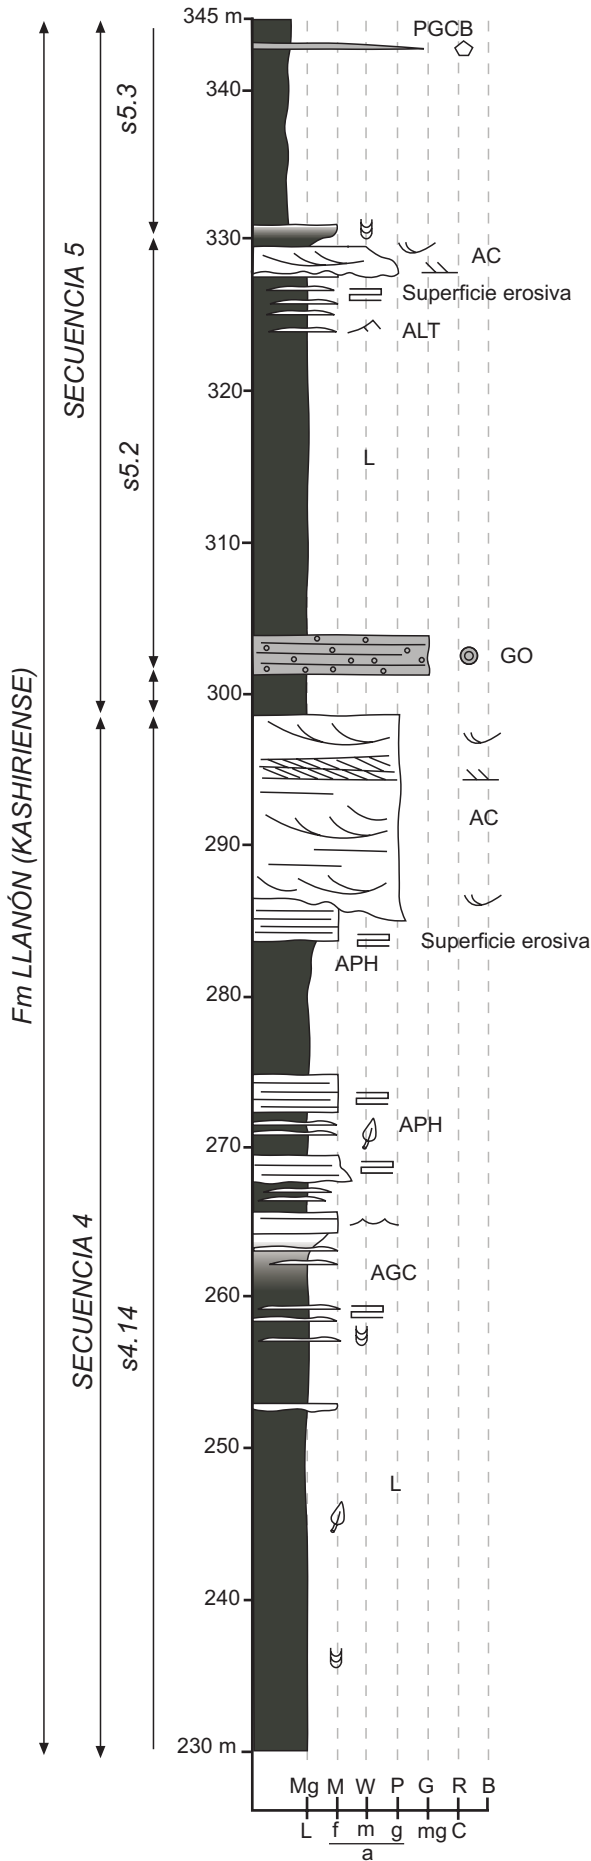 345 m
PGCB
340
s5.3
330
AC
Superficie erosiva
SECUENCIA 5
ALT
320
s5.2
L
310
GO
300
Fm LLANÓN (KASHIRIENSE)
AC
290
Superficie erosiva
APH
280
APH
270
SECUENCIA 4
AGC
s4.14
260
250
L
240
230 m
Mg M W P G R B
L f m g mg C
a